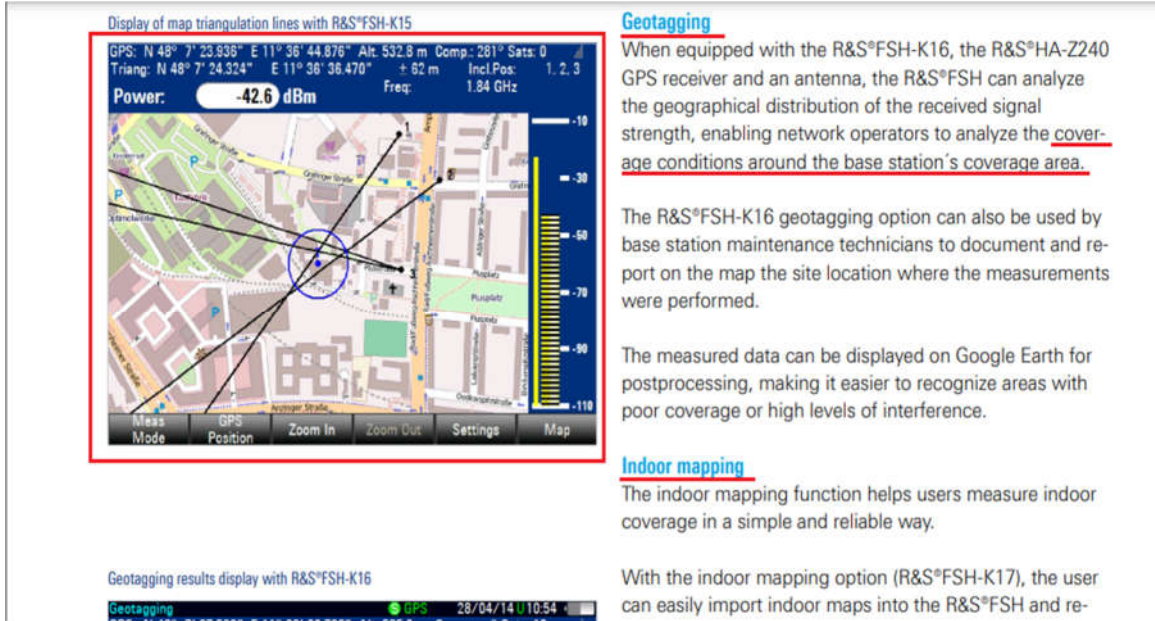 Display of map triangulation lines with R&S®FSH-K15
GPS: N 48° 7' 23.936" E 11° 36' 44.876" Alt. 532.8 m Comp.: 281° Sats: 0
Triang: N 48° 7' 24.324" E 11° 36' 36.470" ± 62 m Incl.Pos: 1, 2, 3
Power: -42.6 dBm Freq: 1.84 GHz
-10
-30
-50
-70
-90
-110
1
2
3
P
P
P
P
Grafinger Straße
Piusplatz
Piusplatz
Anzinger Straße
Meas Mode
GPS Position
Zoom In
Zoom Out
Settings
Map
Geotagging results display with R&S®FSH-K16
Geotagging S GPS 28/04/14 U 10:54
Geotagging
When equipped with the R&S®FSH-K16, the R&S®HA-Z240
GPS receiver and an antenna, the R&S®FSH can analyze
the geographical distribution of the received signal
strength, enabling network operators to analyze the cover-
age conditions around the base station´s coverage area.
The R&S®FSH-K16 geotagging option can also be used by
base station maintenance technicians to document and re-
port on the map the site location where the measurements
were performed.
The measured data can be displayed on Google Earth for
postprocessing, making it easier to recognize areas with
poor coverage or high levels of interference.
Indoor mapping
The indoor mapping function helps users measure indoor
coverage in a simple and reliable way.
With the indoor mapping option (R&S®FSH-K17), the user
can easily import indoor maps into the R&S®FSH and re-